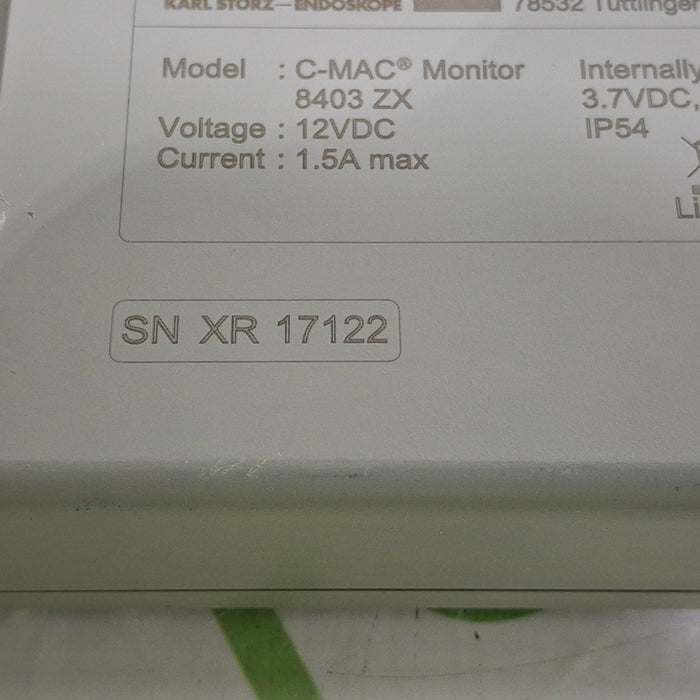 KARL STORZ—ENDOSKOPE
78532 Tuttlingen
Model : C-MAC® Monitor
8403 ZX
Voltage : 12VDC
Current : 1.5A max
Internally
3.7VDC,
IP54
Li
SN XR 17122